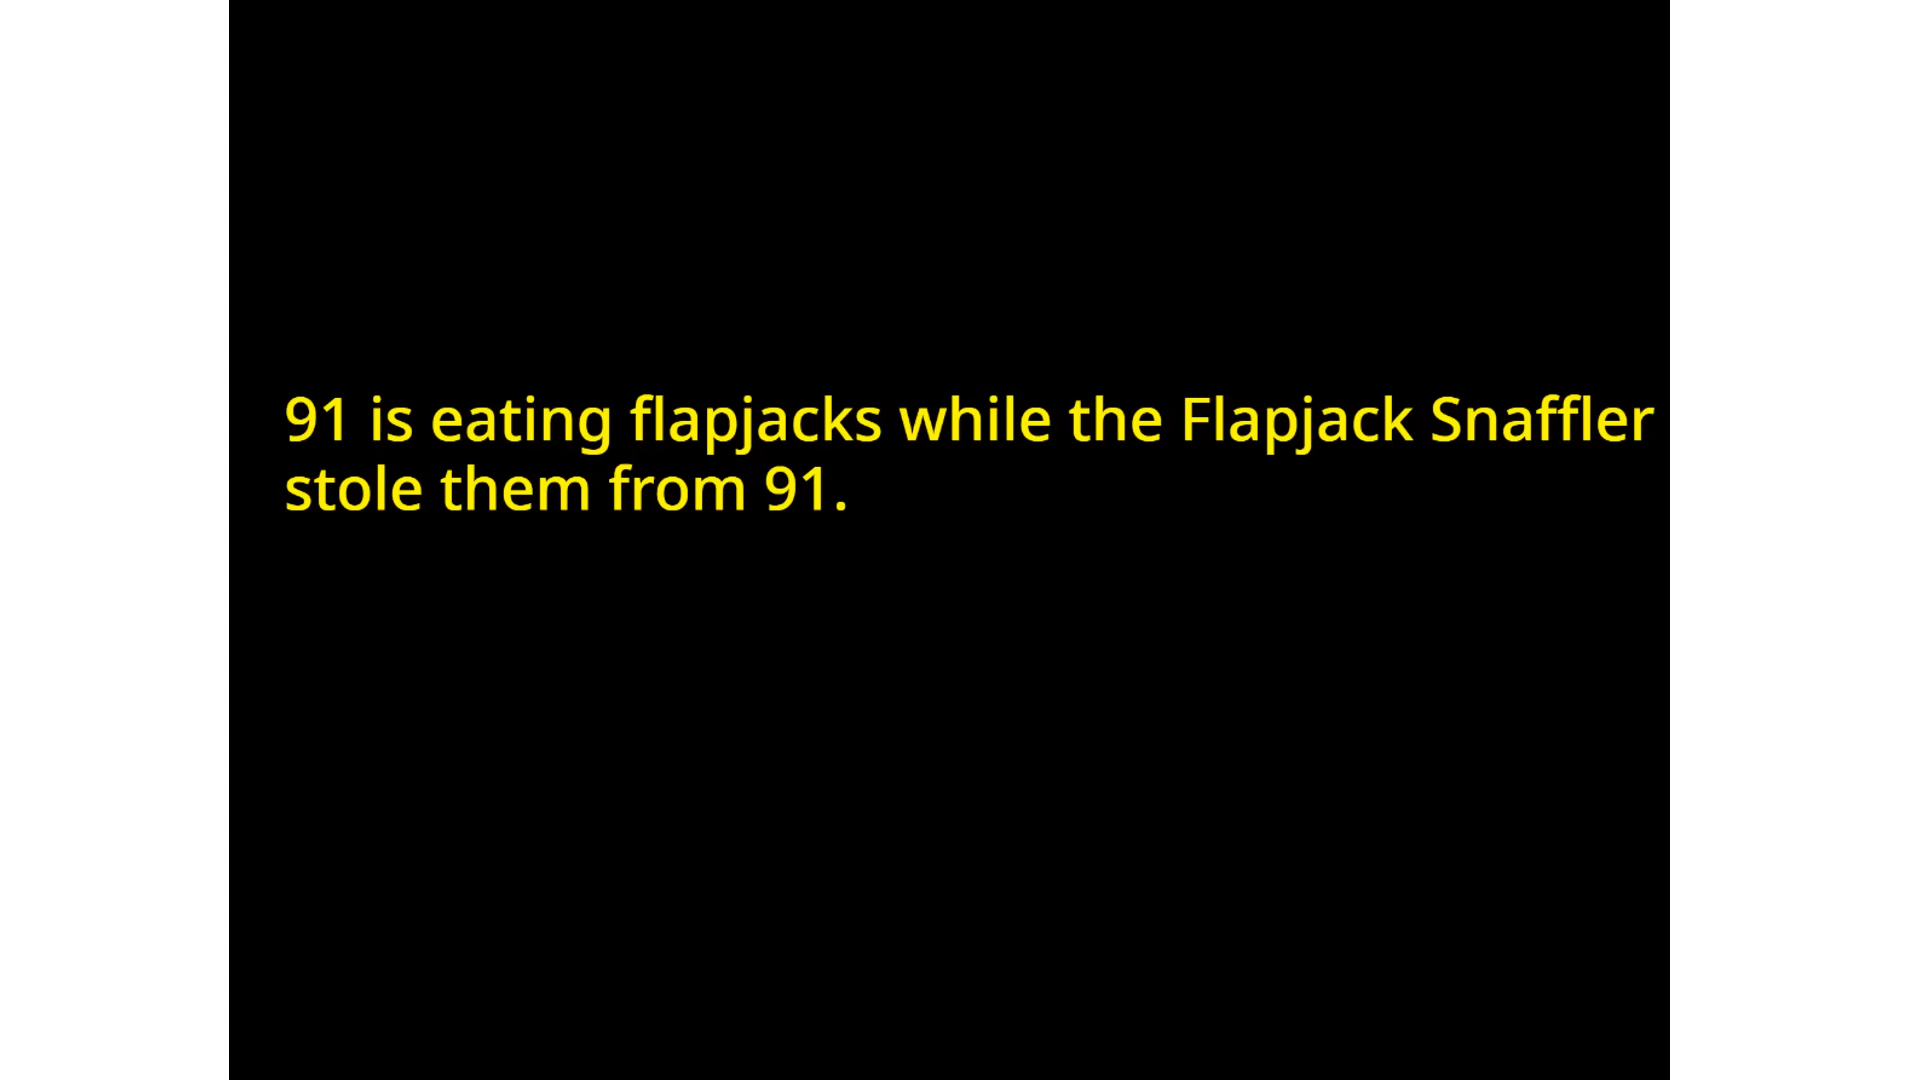 91 is eating flapjacks while the Flapjack Snaffler
stole them from 91.